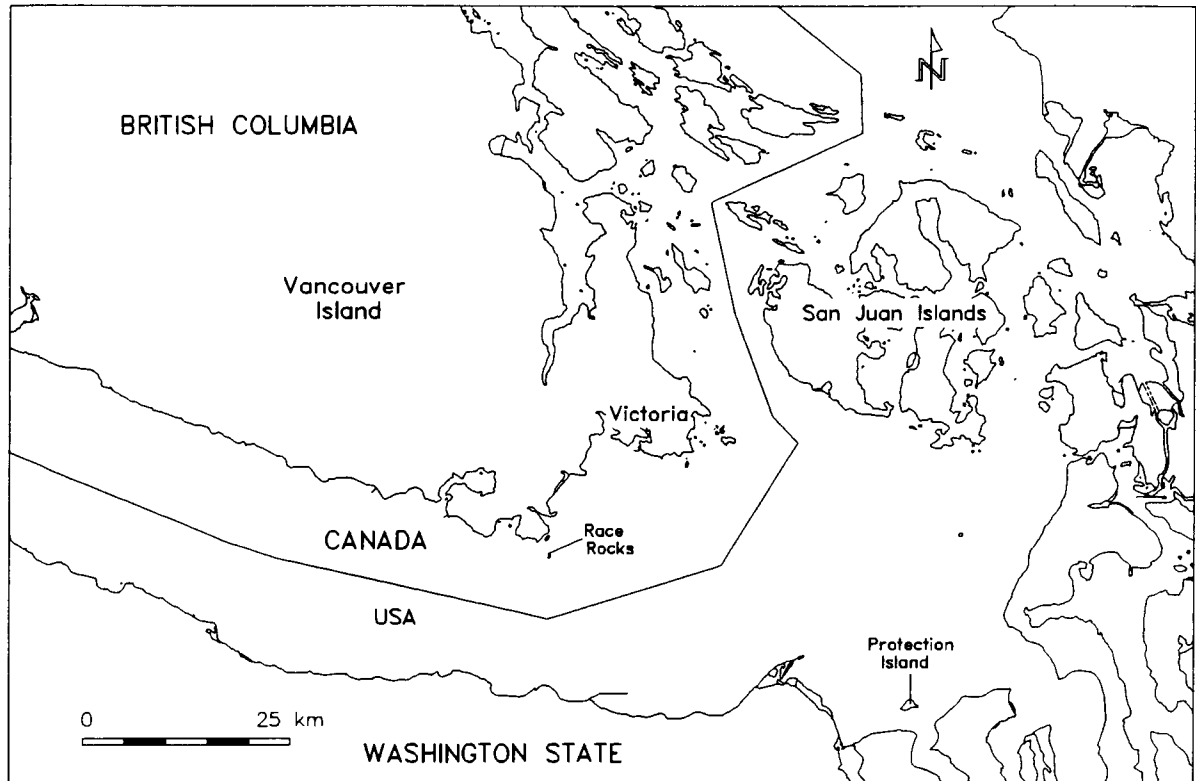 N
BRITISH COLUMBIA
Vancouver
Island
San Juan Islands
Victoria
CANADA
Race
Rocks
USA
Protection
Island
0 25 km
WASHINGTON STATE